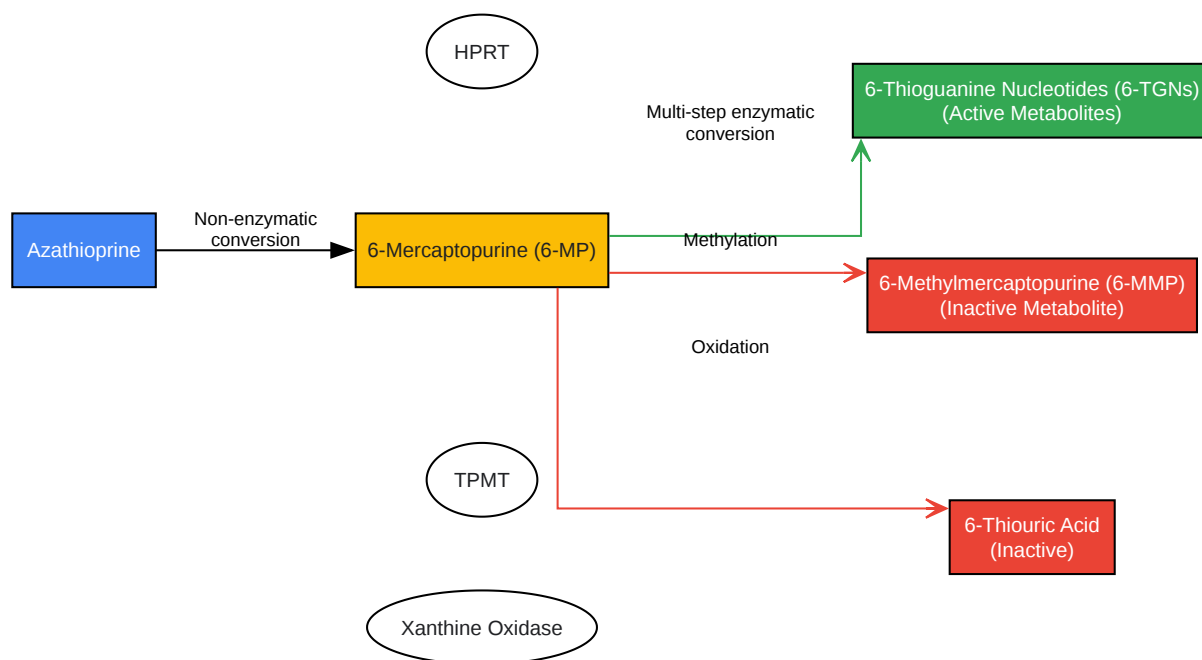 HPRT
6-Thioguanine Nucleotides (6-TGNs)
(Active Metabolites)
Multi-step enzymatic
conversion
Azathioprine
Non-enzymatic
conversion
6-Mercaptopurine (6-MP)
Methylation
6-Methylmercaptopurine (6-MMP)
(Inactive Metabolite)
Oxidation
TPMT
6-Thiouric Acid
(Inactive)
Xanthine Oxidase